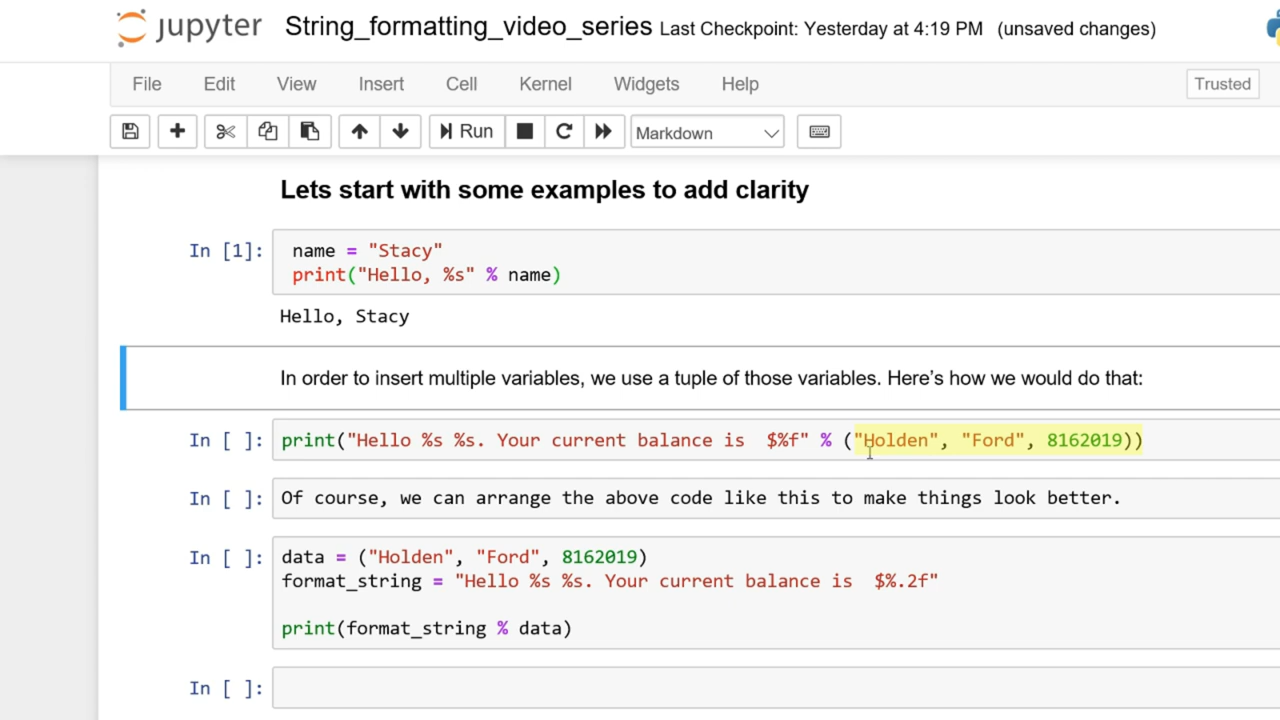 jupyter String_formatting_video_series Last Checkpoint: Yesterday at 4:19 PM (unsaved changes)
File Edit View Insert Cell Kernel Widgets Help Trusted
Run Markdown
Lets start with some examples to add clarity
In [1]: name = "Stacy"
print("Hello, %s" % name)
Hello, Stacy
In order to insert multiple variables, we use a tuple of those variables. Here’s how we would do that:
In [ ]: print("Hello %s %s. Your current balance is  $%f" % ("Holden", "Ford", 8162019))
In [ ]: Of course, we can arrange the above code like this to make things look better.
In [ ]: data = ("Holden", "Ford", 8162019)
format_string = "Hello %s %s. Your current balance is  $%.2f"
print(format_string % data)
In [ ]: